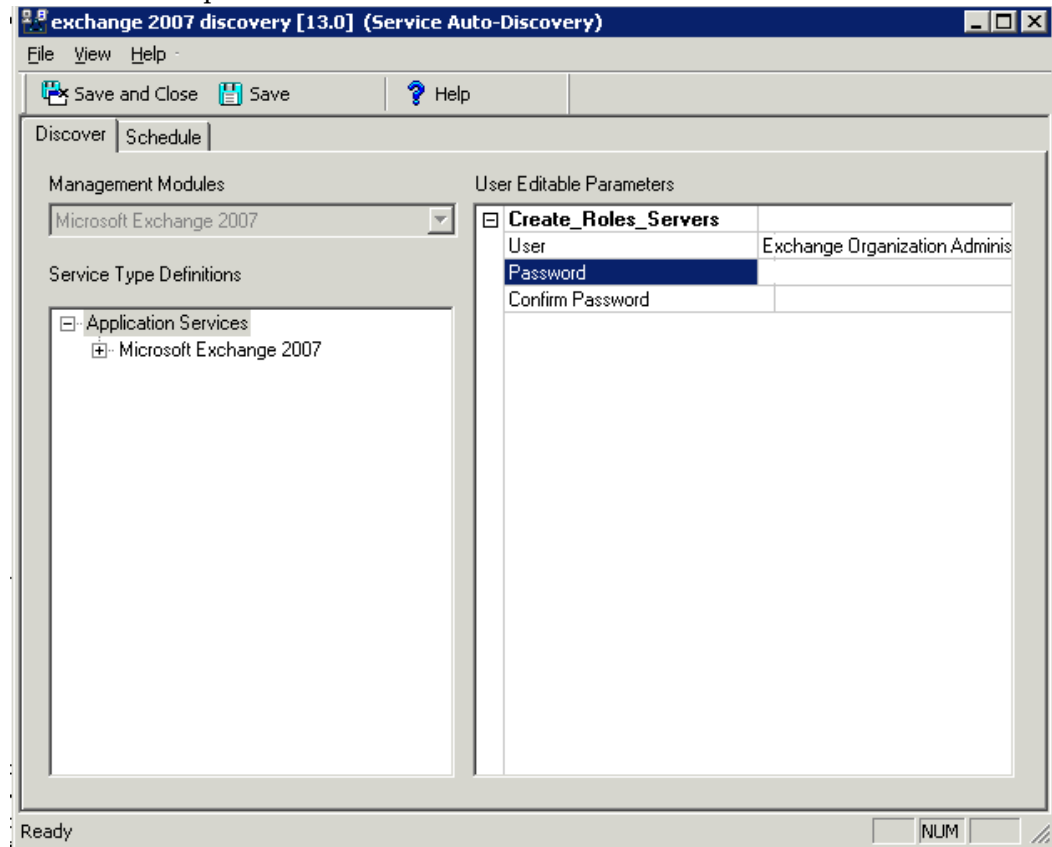 exchange 2007 discovery [13.0] (Service Auto-Discovery)
File View Help
Save and Close Save Help
Discover Schedule
Management Modules
Microsoft Exchange 2007
Service Type Definitions
Application Services
Microsoft Exchange 2007
User Editable Parameters
Create_Roles_Servers
User Exchange Organization Adminis
Password
Confirm Password
Ready NUM